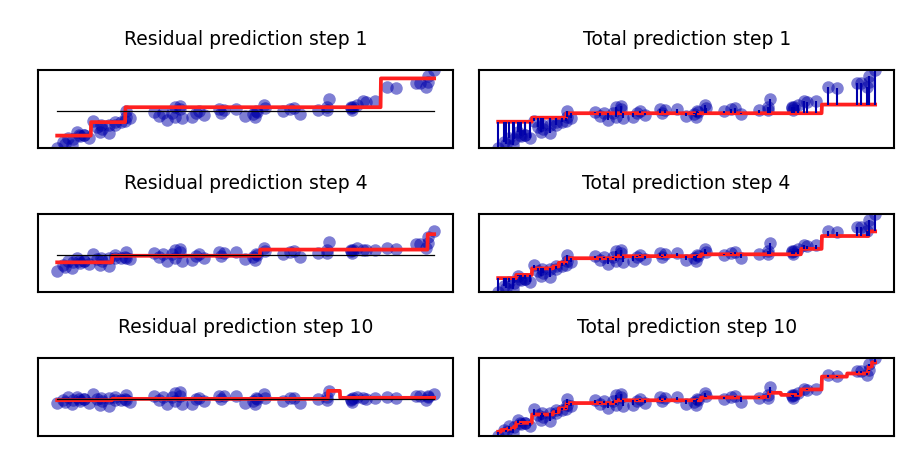 Residual prediction step 1
Total prediction step 1
Residual prediction step 4
Total prediction step 4
Residual prediction step 10
Total prediction step 10